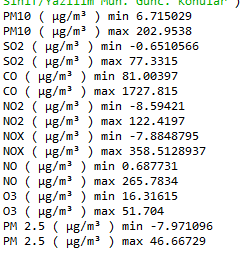 Sinif/Yazilim Muh. Gunc. Konular )
PM10 ( µg/m³ ) min 6.715029
PM10 ( µg/m³ ) max 202.9538
SO2 ( µg/m³ ) min -0.6510566
SO2 ( µg/m³ ) max 77.3315
CO ( µg/m³ ) min 81.00397
CO ( µg/m³ ) max 1727.815
NO2 ( µg/m³ ) min -8.59421
NO2 ( µg/m³ ) max 122.4197
NOX ( µg/m³ ) min -7.8848795
NOX ( µg/m³ ) max 358.5128937
NO ( µg/m³ ) min 0.687731
NO ( µg/m³ ) max 265.7834
O3 ( µg/m³ ) min 16.31615
O3 ( µg/m³ ) max 51.704
PM 2.5 ( µg/m³ ) min -7.971096
PM 2.5 ( µg/m³ ) max 46.66729